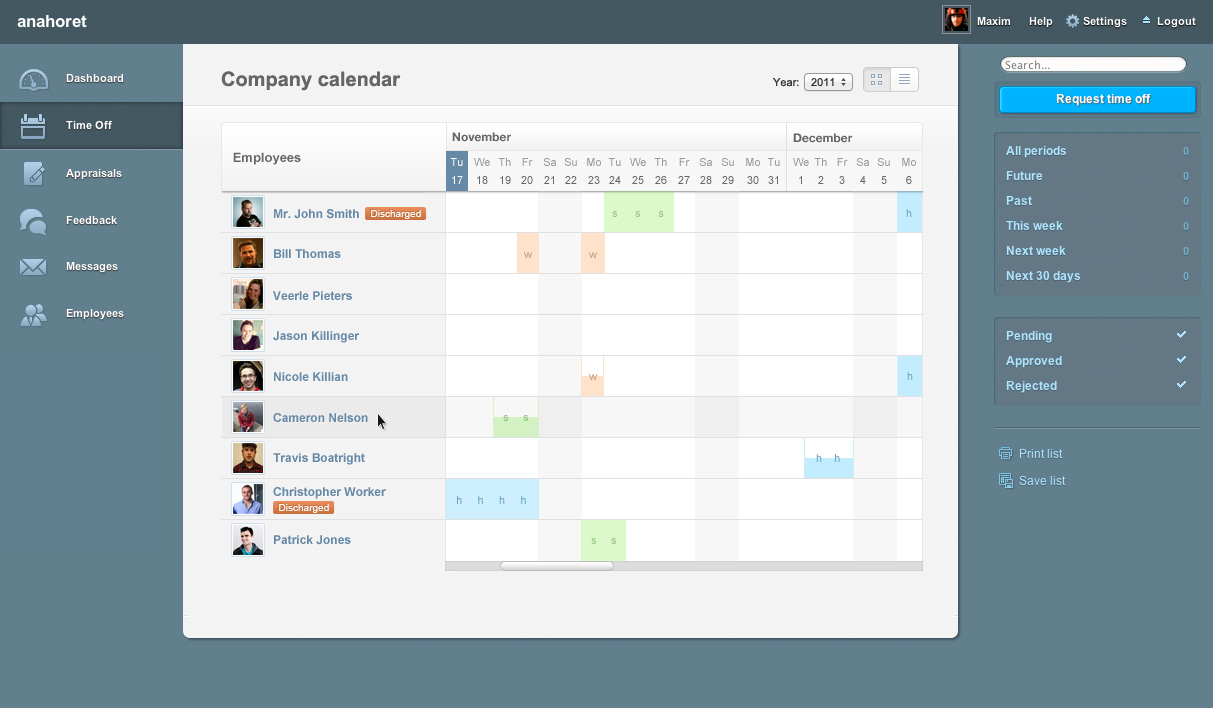 anahoret
Maxim Help Settings Logout
Dashboard
Time Off
Appraisals
Feedback
Messages
Employees
Company calendar
Year: 2011
Employees
November December
Tu We Th Fr Sa Su Mo Tu We Th Fr Sa Su Mo Tu We Th Fr Sa Su Mo
17 18 19 20 21 22 23 24 25 26 27 28 29 30 31 1 2 3 4 5 6
Mr. John Smith Discharged s s s h
Bill Thomas w w
Veerle Pieters
Jason Killinger
Nicole Killian w h
Cameron Nelson s s
Travis Boatright h h
Christopher Worker h h h h
Discharged
Patrick Jones s s
Search...
Request time off
All periods 0
Future 0
Past 0
This week 0
Next week 0
Next 30 days 0
Pending
Approved
Rejected
Print list
Save list